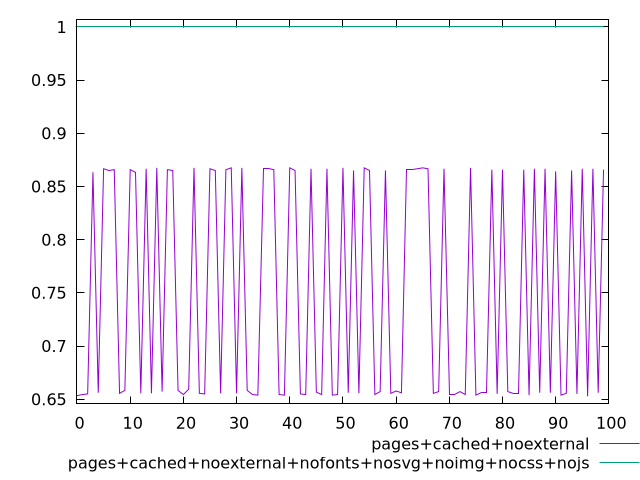 1
0.95
0.9
0.85
0.8
0.75
0.7
0.65
0 10 20 30 40 50 60 70 80 90 100
pages+cached+noexternal
pages+cached+noexternal+nofonts+nosvg+noimg+nocss+nojs